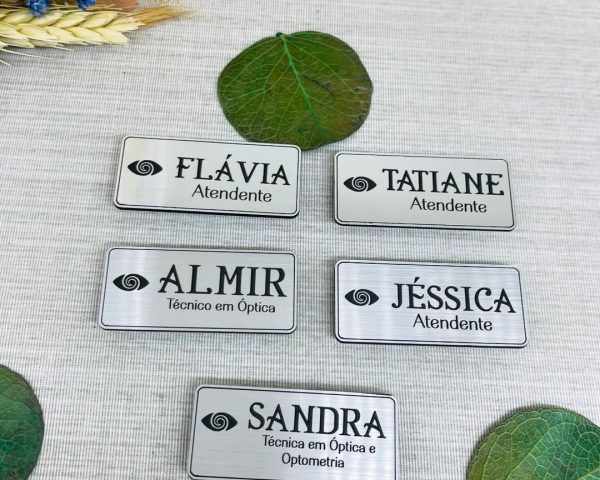 FLÁVIA
Atendente
TATIANE
Atendente
ALMIR
Técnico em Óptica
JÉSSICA
Atendente
SANDRA
Técnica em Óptica e
Optometria